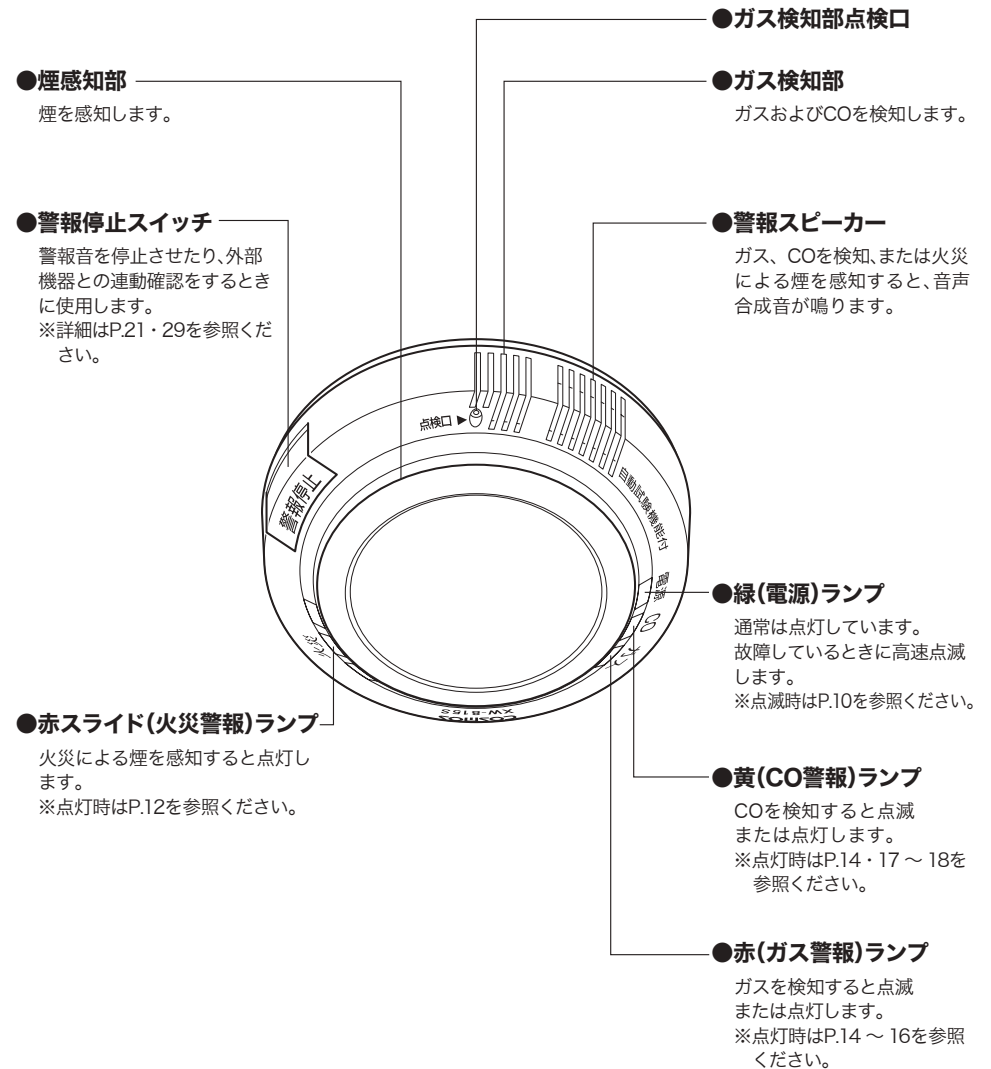 ●ガス検知部点検口
●煙感知部
煙を感知します。
●ガス検知部
ガスおよびCOを検知します。
●警報停止スイッチ
警報音を停止させたり、外部
機器との連動確認をするとき
に使用します。
※詳細はP.21・29を参照くだ
さい。
●警報スピーカー
ガス、COを検知、または火災
による煙を感知すると、音声
合成音が鳴ります。
点検口▶
警報停止
自動試験機能付
電源
CO
ガス
火災
COSMOS
XW-815S
●緑(電源)ランプ
通常は点灯しています。
故障しているときに高速点滅
します。
※点滅時はP.10を参照ください。
●赤スライド(火災警報)ランプ
火災による煙を感知すると点灯し
ます。
※点灯時はP.12を参照ください。
●黄(CO警報)ランプ
COを検知すると点滅
または点灯します。
※点灯時はP.14・17 ～ 18を
参照ください。
●赤(ガス警報)ランプ
ガスを検知すると点滅
または点灯します。
※点灯時はP.14 ～ 16を参照
ください。